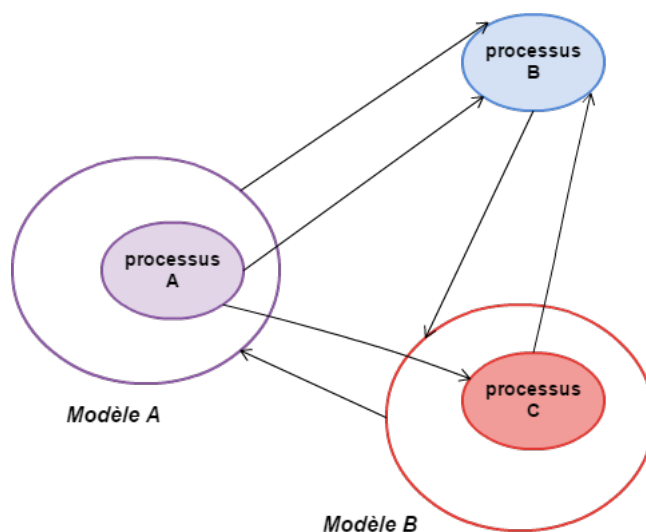 processus
B
processus
A
Modèle A
processus
C
Modèle B